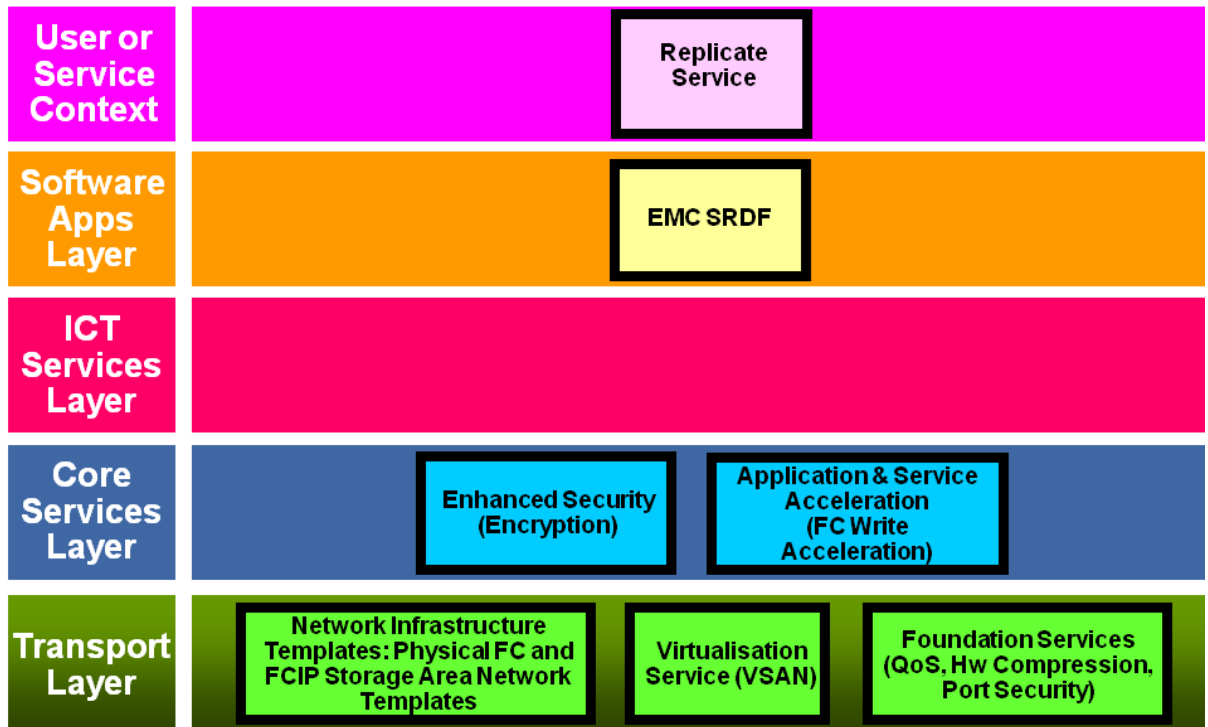 User or
Service
Context
Replicate
Service
Software
Apps
Layer
EMC SRDF
ICT
Services
Layer
Core
Services
Layer
Enhanced Security
(Encryption)
Application & Service
Acceleration
(FC Write
Acceleration)
Transport
Layer
Network Infrastructure
Templates: Physical FC and
FCIP Storage Area Network
Templates
Virtualisation
Service (VSAN)
Foundation Services
(QoS, Hw Compression,
Port Security)